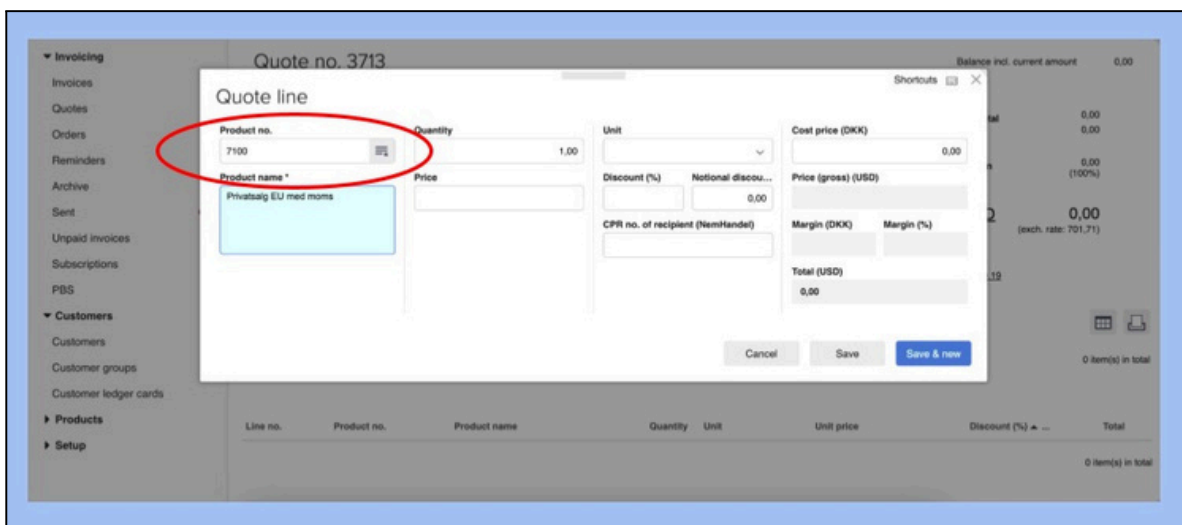 Invoicing
Invoices
Quotes
Orders
Reminders
Archive
Sent
Unpaid invoices
Subscriptions
PBS
Customers
Customers
Customer groups
Customer ledger cards
Products
Setup
Quote no. 3713
Balance incl. current amount 0,00
0,00
0,00
0,00
(100%)
0,00
(exch. rate: 701,71)
Shortcuts
Quote line
Product no.
7100
Product name *
Privatsalg EU med moms
Quantity
1,00
Price
Unit
Discount (%) Notional discou...
0,00
CPR no. of recipient (NemHandel)
Cost price (DKK)
0,00
Price (gross) (USD)
Margin (DKK) Margin (%)
Total (USD)
0,00
Cancel Save Save & new
0 item(s) in total
Line no. Product no. Product name Quantity Unit Unit price Discount (%) ... Total
0 item(s) in total